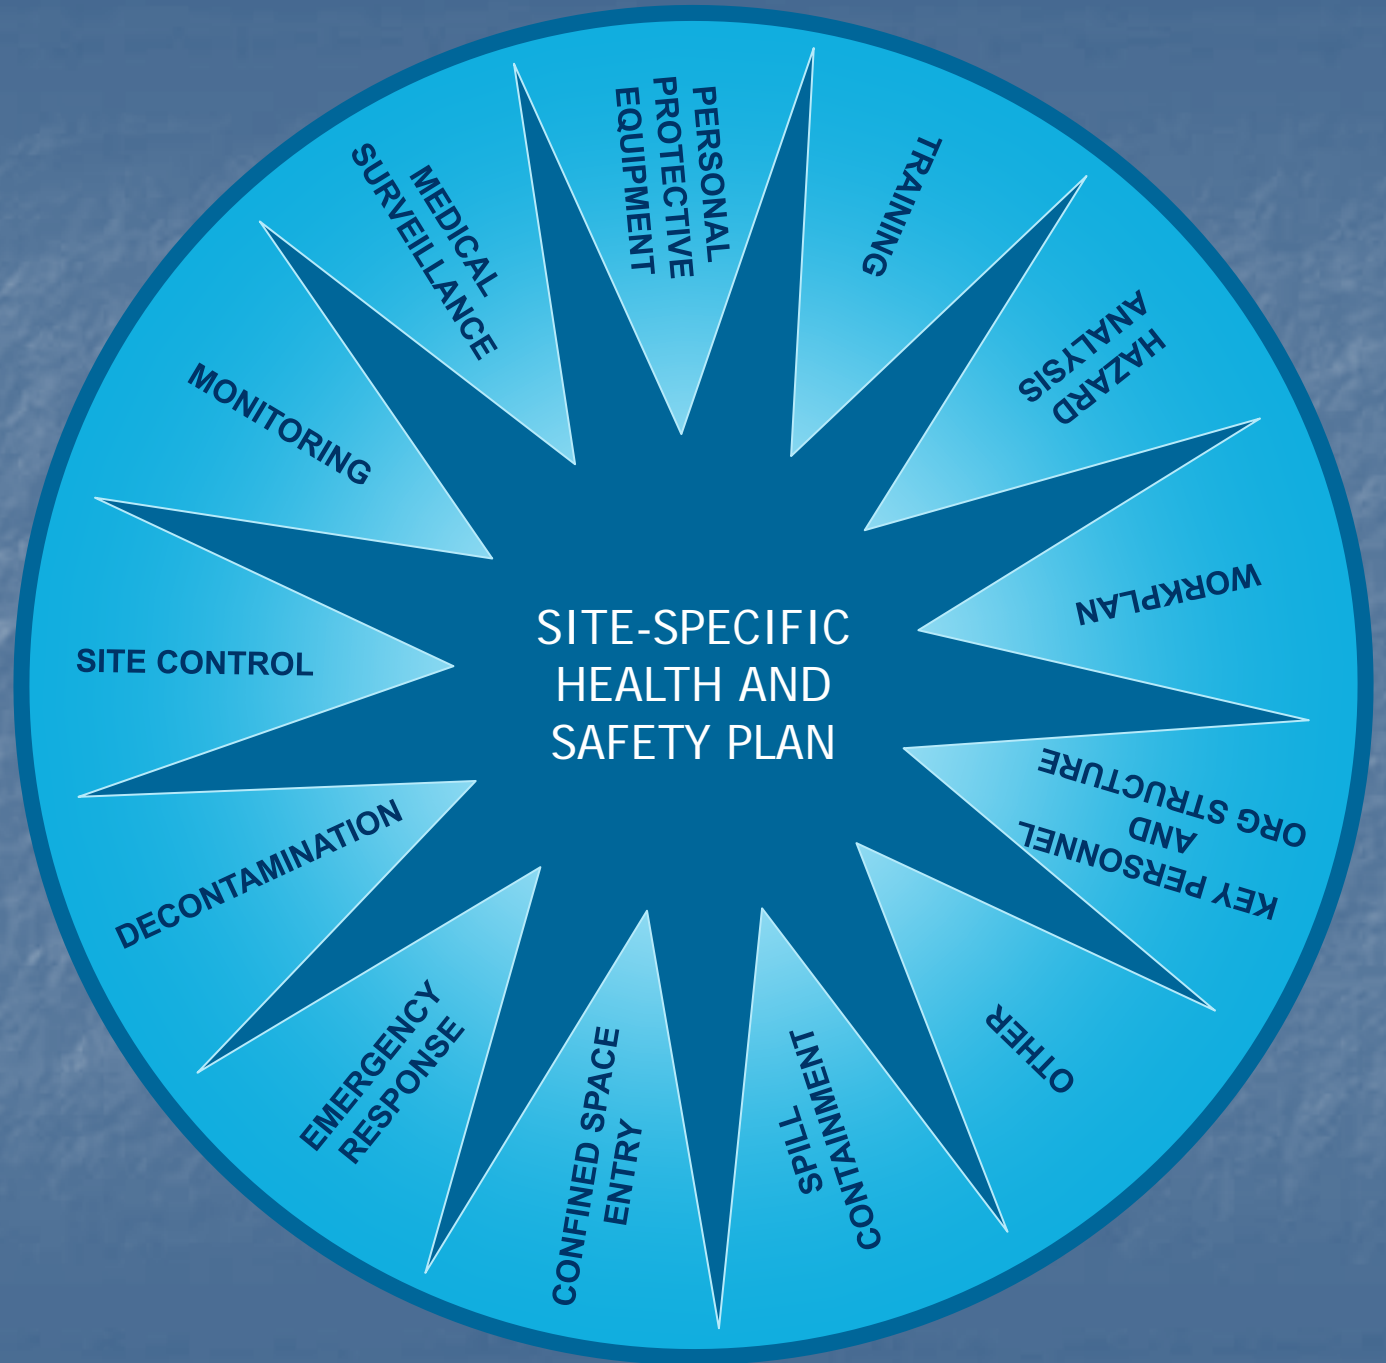 PERSONAL
PROTECTIVE
EQUIPMENT
TRAINING
HAZARD
ANALYSIS
WORKPLAN
KEY PERSONNEL
AND
ORG STRUCTURE
OTHER
SPILL
CONTAINMENT
CONFINED SPACE
ENTRY
EMERGENCY
RESPONSE
DECONTAMINATION
SITE CONTROL
MONITORING
MEDICAL
SURVEILLANCE
SITE-SPECIFIC
HEALTH AND
SAFETY PLAN